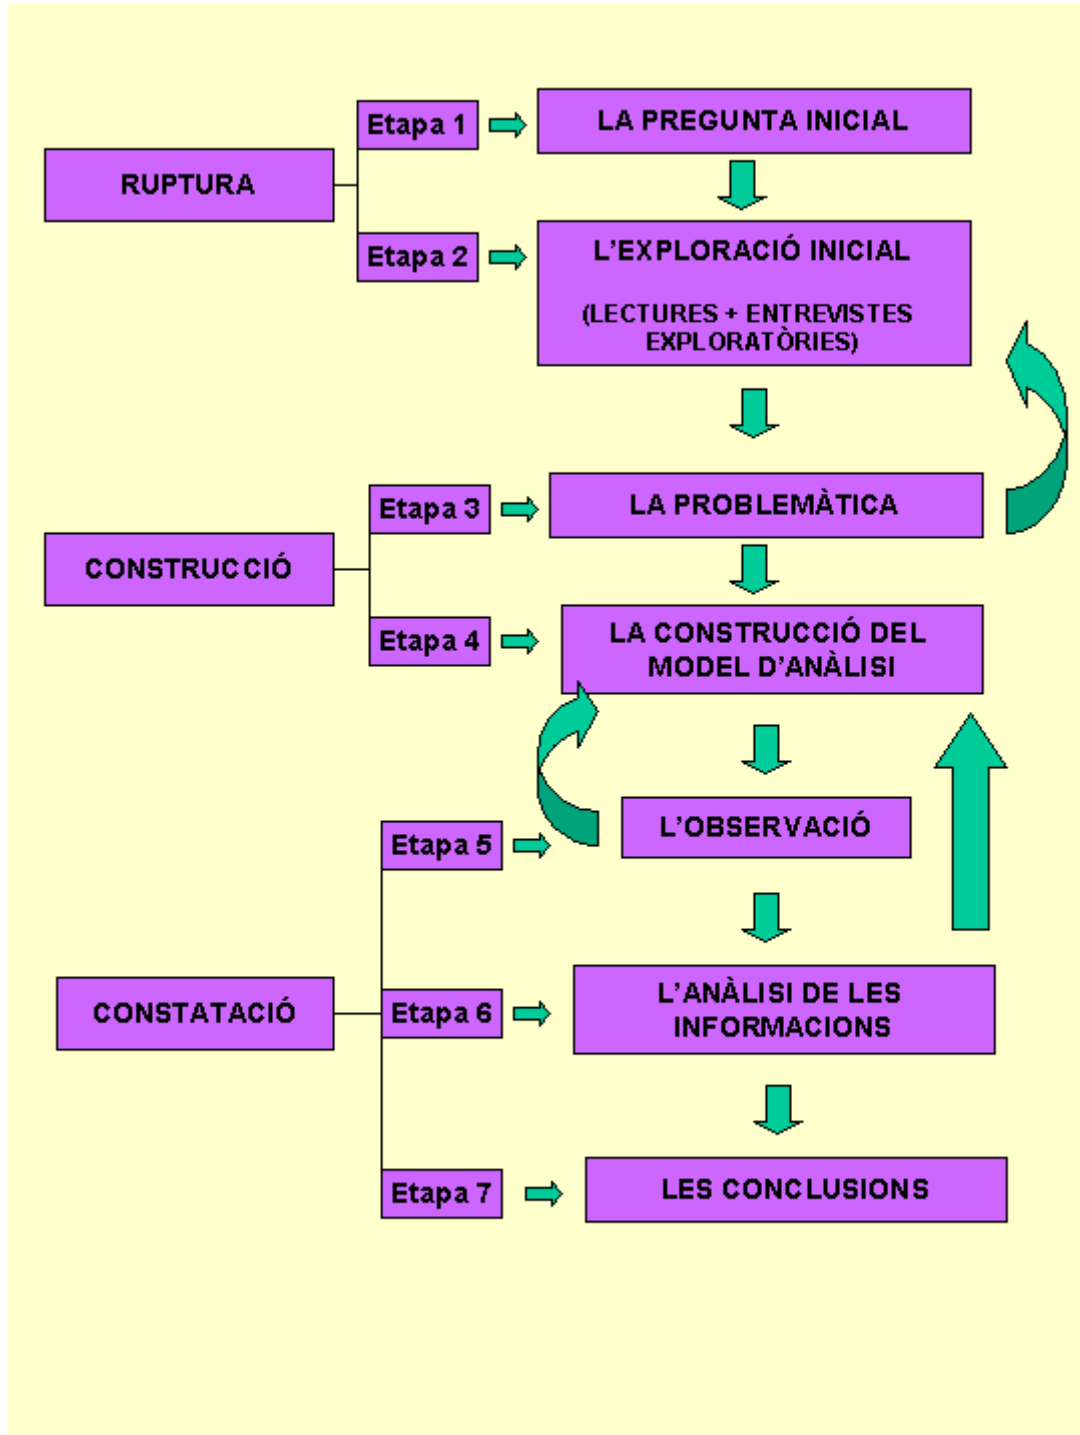 Etapa 1
LA PREGUNTA INICIAL
RUPTURA
Etapa 2
L'EXPLORACIÓ INICIAL
(LECTURES + ENTREVISTES
EXPLORATÒRIES)
Etapa 3
LA PROBLEMÀTICA
CONSTRUCCIÓ
Etapa 4
LA CONSTRUCCIÓ DEL
MODEL D'ANÀLISI
Etapa 5
L'OBSERVACIÓ
CONSTATACIÓ
Etapa 6
L'ANÀLISI DE LES
INFORMACIONS
Etapa 7
LES CONCLUSIONS